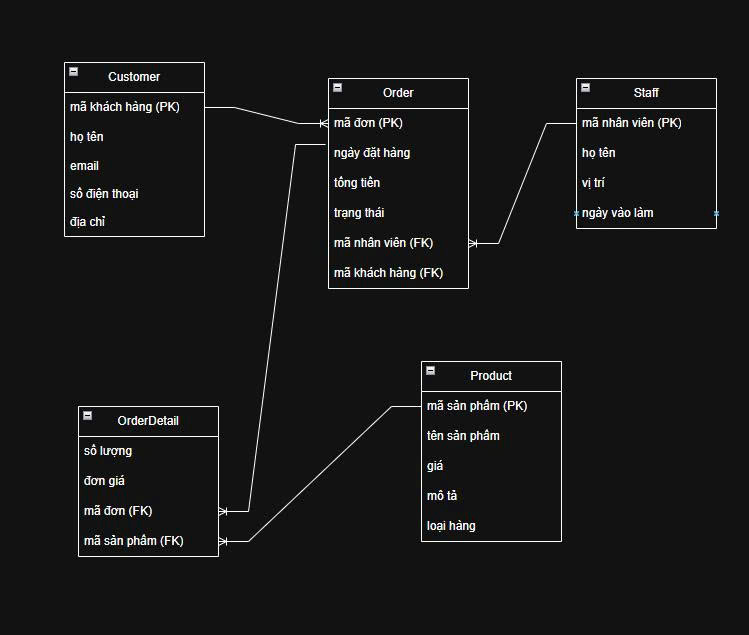 Customer
mã khách hàng (PK)
họ tên
email
số điện thoại
địa chỉ
Order
mã đơn (PK)
ngày đặt hàng
tổng tiền
trạng thái
mã nhân viên (FK)
mã khách hàng (FK)
Staff
mã nhân viên (PK)
họ tên
vị trí
ngày vào làm
OrderDetail
số lượng
đơn giá
mã đơn (FK)
mã sản phẩm (FK)
Product
mã sản phẩm (PK)
tên sản phẩm
giá
mô tả
loại hàng